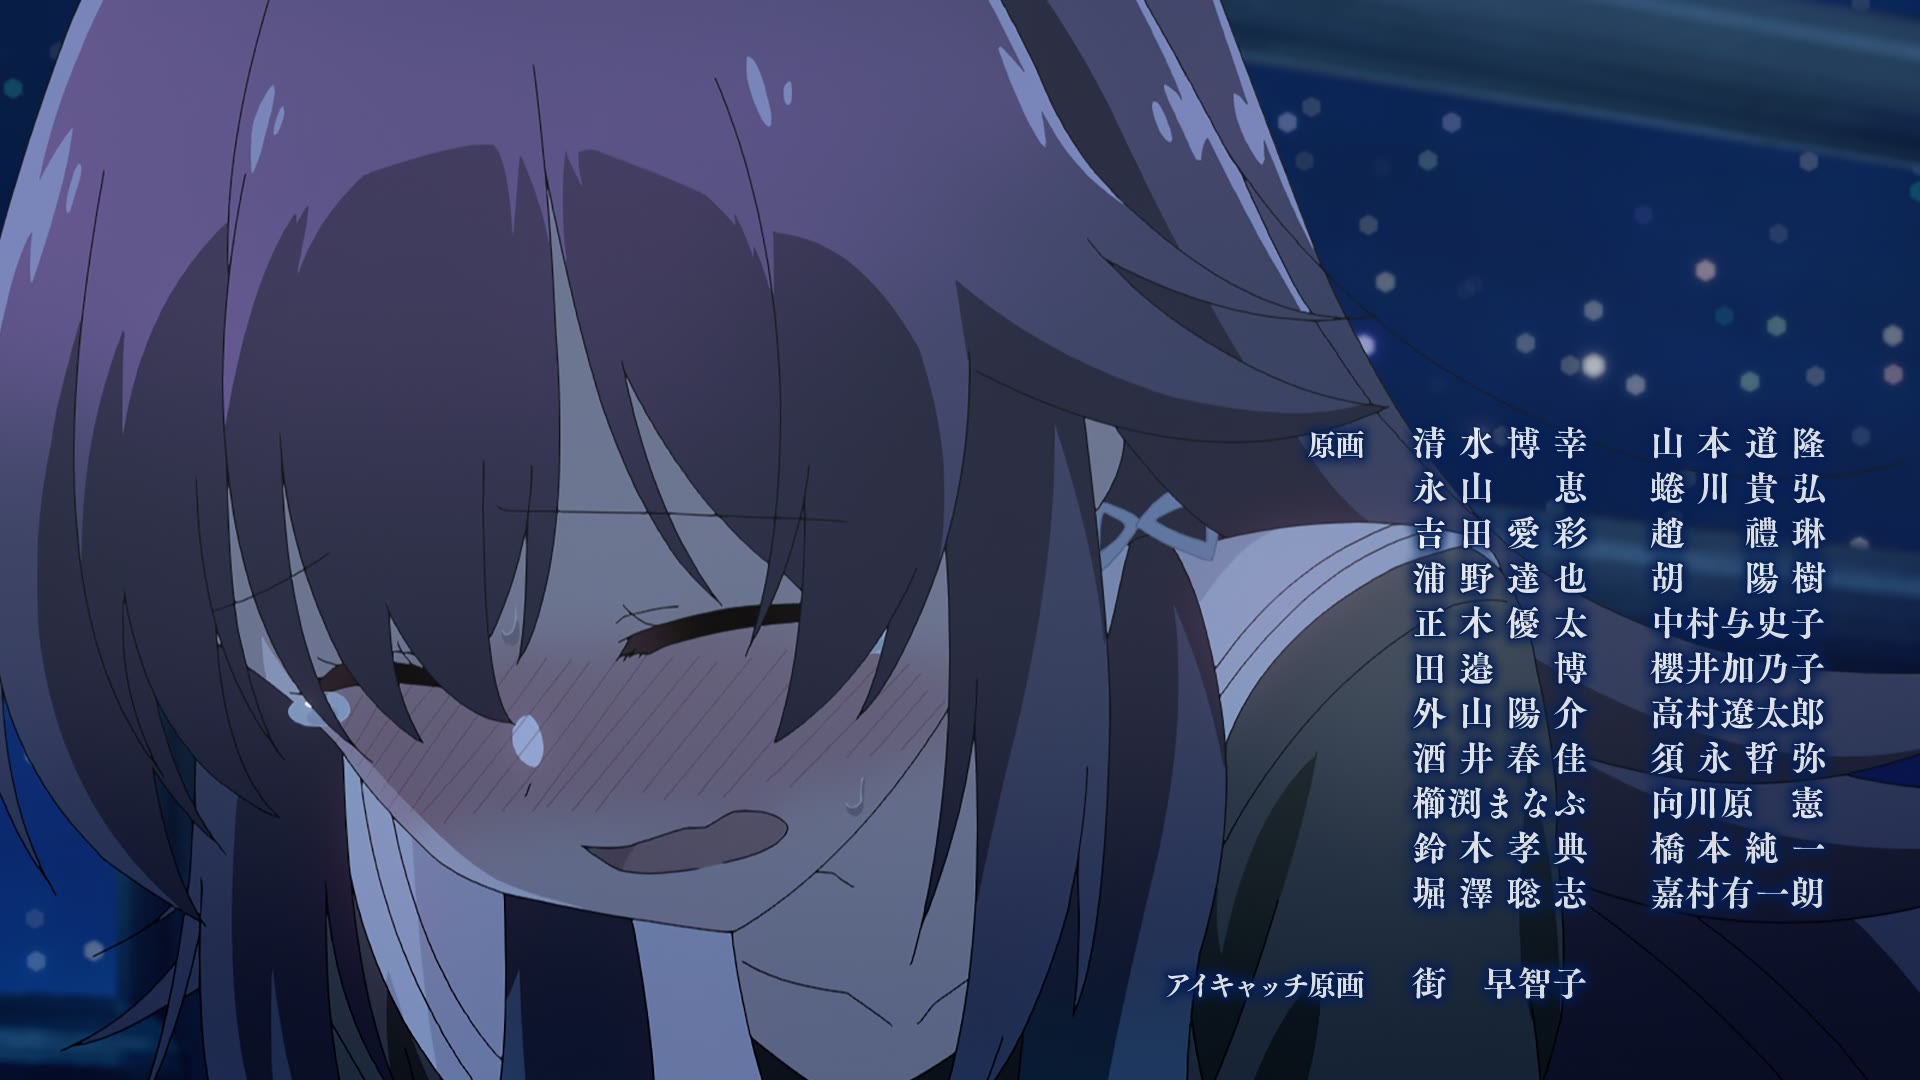 原画 清水博幸 山本道隆
永山 恵 蜷川貴弘
吉田愛彩 趙 禮琳
浦野達也 胡 陽樹
正木優太 中村与史子
田邉 博 櫻井加乃子
外山陽介 高村遼太郎
酒井春佳 須永哲弥
櫛渕まなぶ 向川原 憲
鈴木孝典 橋本純一
堀澤聡志 嘉村有一朗
アイキャッチ原画 街 早智子